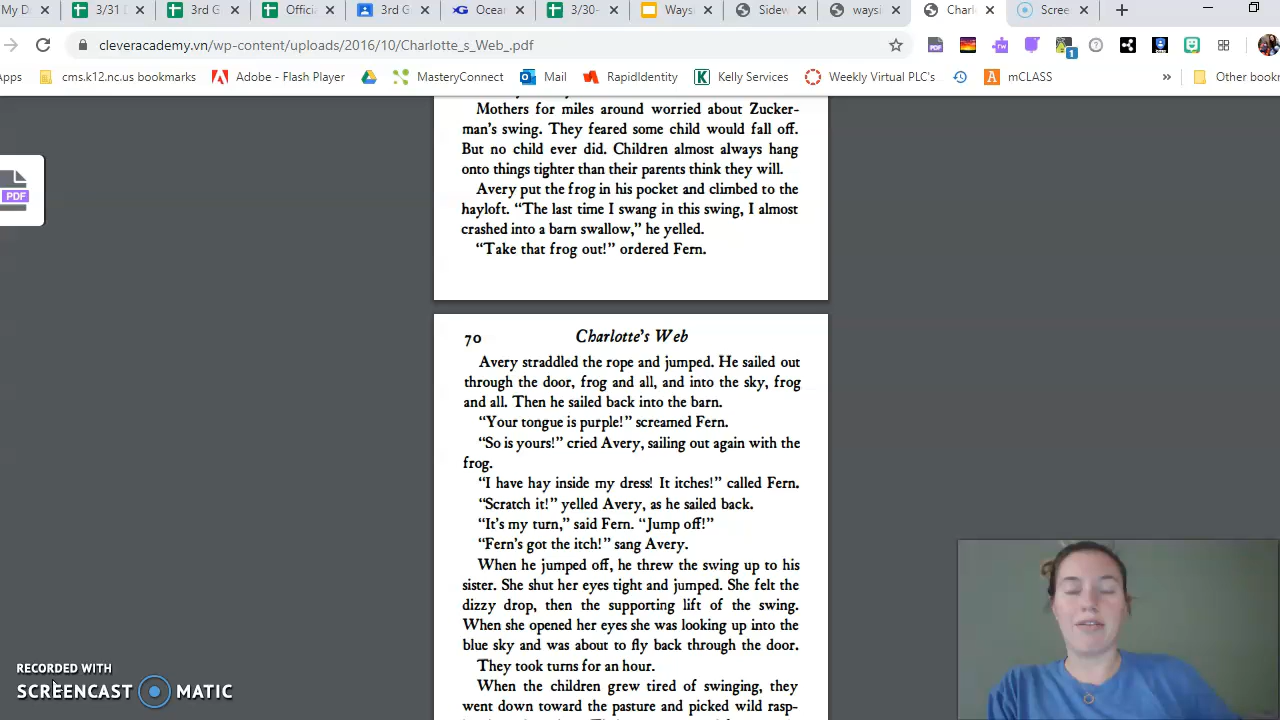 My D
3/31
3rd G
Offici
3rd G
Ocear
3/30-
Ways
Sidew
waysi
Charl
Scree
cleveracademy.vn/wp-content/uploads/2016/10/Charlotte_s_Web_.pdf
1
Apps
cms.k12.nc.us bookmarks
Adobe - Flash Player
MasteryConnect
Mail
RapidIdentity
Kelly Services
Weekly Virtual PLC's
mCLASS
»
Other bookm
PDF
Mothers for miles around worried about Zucker-
man's swing. They feared some child would fall off.
But no child ever did. Children almost always hang
onto things tighter than their parents think they will.
Avery put the frog in his pocket and climbed to the
hayloft. “The last time I swang in this swing, I almost
crashed into a barn swallow,” he yelled.
“Take that frog out!” ordered Fern.
70
Charlotte's Web
Avery straddled the rope and jumped. He sailed out
through the door, frog and all, and into the sky, frog
and all. Then he sailed back into the barn.
“Your tongue is purple!” screamed Fern.
“So is yours!” cried Avery, sailing out again with the
frog.
“I have hay inside my dress! It itches!” called Fern.
“Scratch it!” yelled Avery, as he sailed back.
“It's my turn,” said Fern. “Jump off!”
“Fern's got the itch!” sang Avery.
When he jumped off, he threw the swing up to his
sister. She shut her eyes tight and jumped. She felt the
dizzy drop, then the supporting lift of the swing.
When she opened her eyes she was looking up into the
blue sky and was about to fly back through the door.
They took turns for an hour.
When the children grew tired of swinging, they
went down toward the pasture and picked wild rasp-
RECORDED WITH
SCREENCAST MATIC